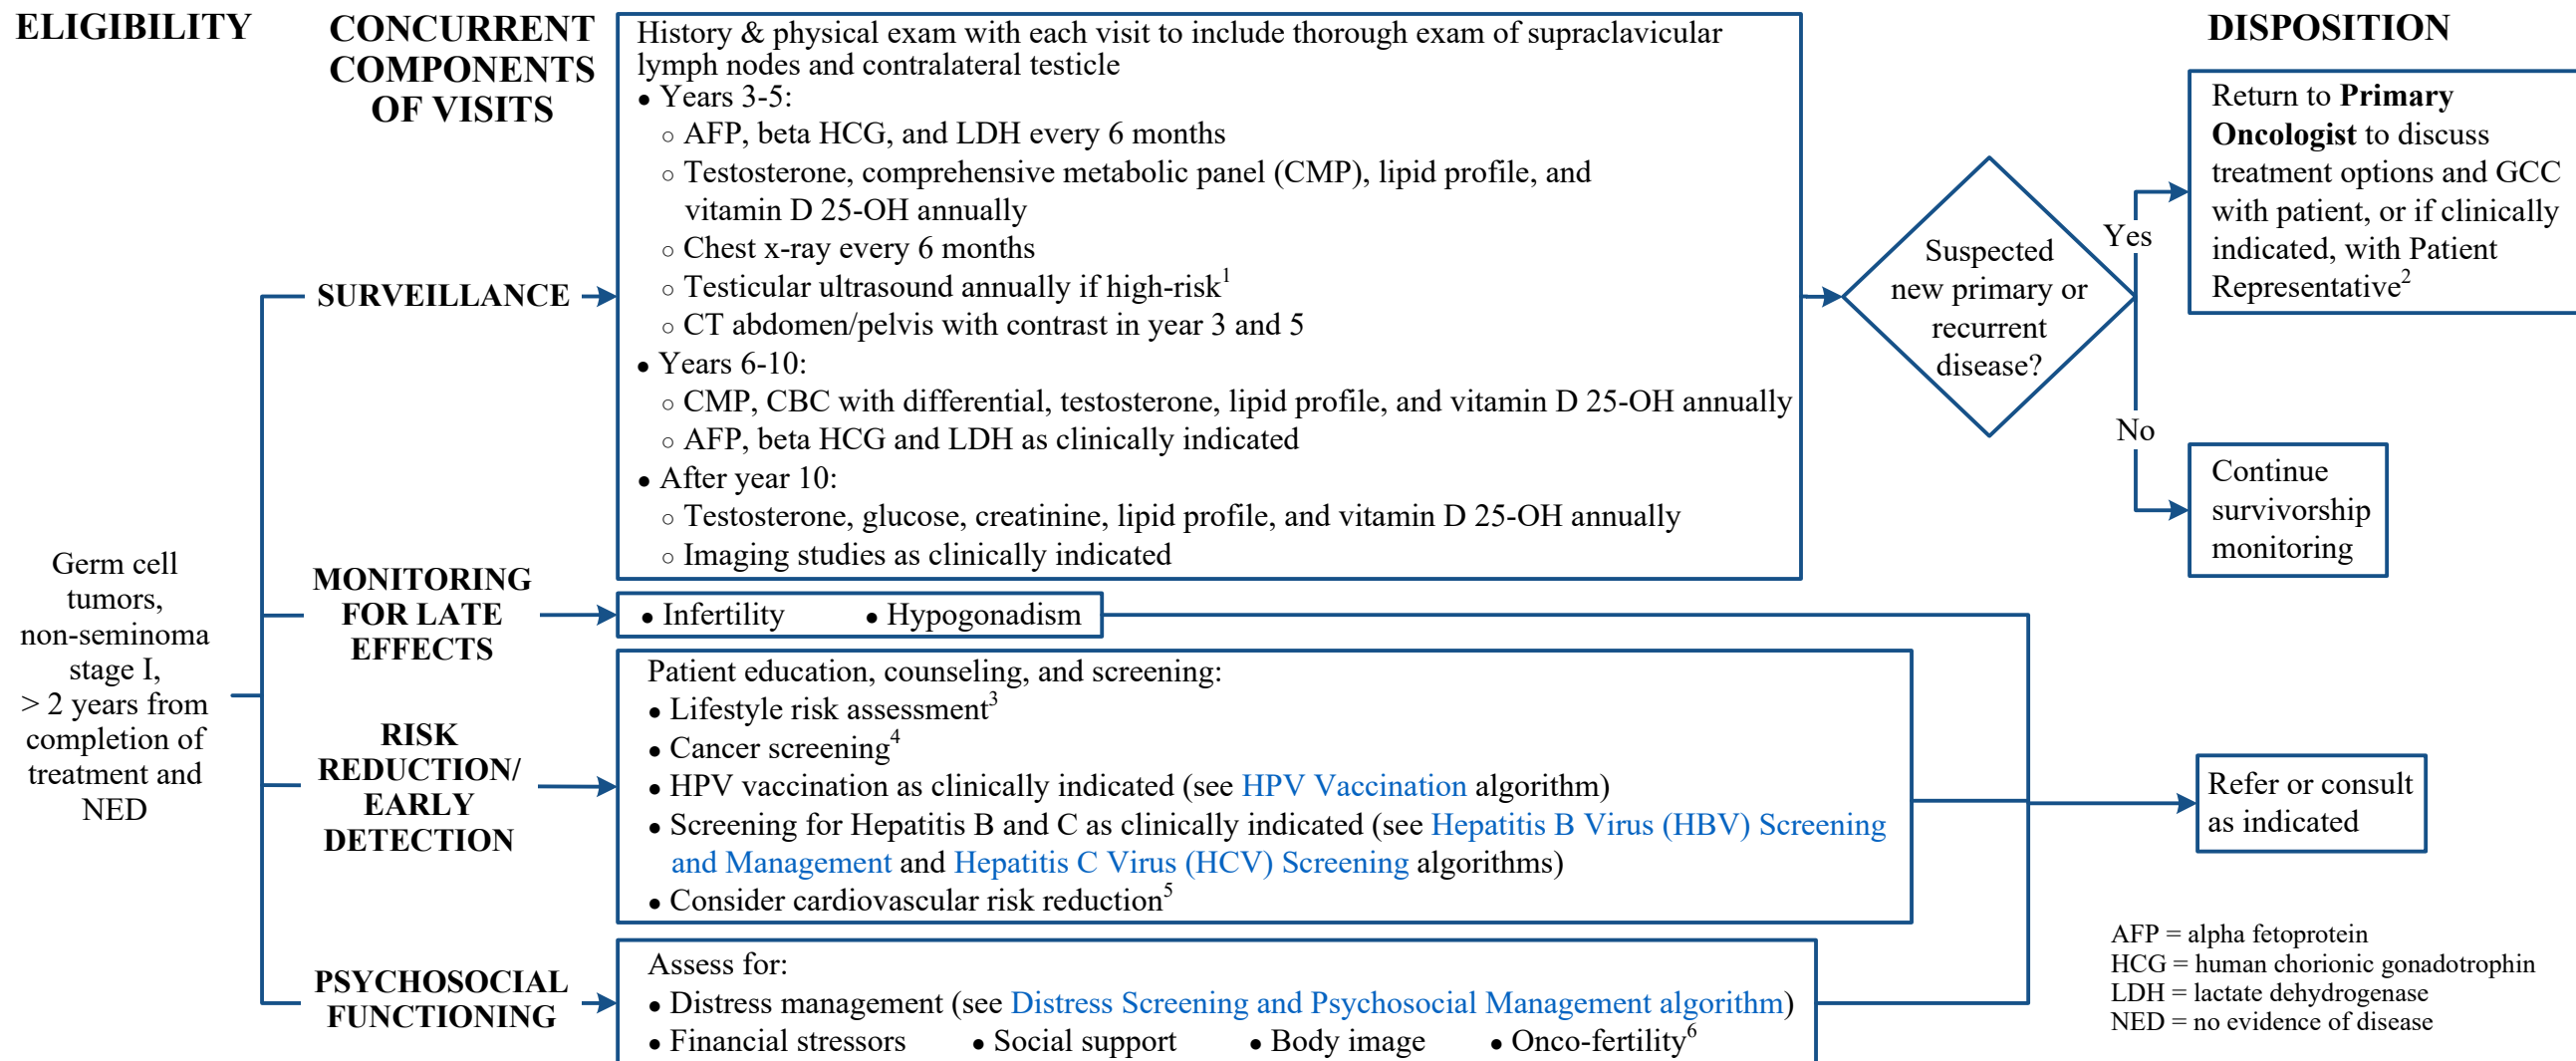 ELIGIBILITY
CONCURRENT
COMPONENTS
OF VISITS
DISPOSITION
Germ cell
tumors,
non-seminoma
stage I,
> 2 years from
completion of
treatment and
NED
SURVEILLANCE
History & physical exam with each visit to include thorough exam of supraclavicular
lymph nodes and contralateral testicle
● Years 3-5:
○ AFP, beta HCG, and LDH every 6 months
○ Testosterone, comprehensive metabolic panel (CMP), lipid profile, and
vitamin D 25-OH annually
○ Chest x-ray every 6 months
○ Testicular ultrasound annually if high-risk1
○ CT abdomen/pelvis with contrast in year 3 and 5
● Years 6-10:
○ CMP, CBC with differential, testosterone, lipid profile, and vitamin D 25-OH annually
○ AFP, beta HCG and LDH as clinically indicated
● After year 10:
○ Testosterone, glucose, creatinine, lipid profile, and vitamin D 25-OH annually
○ Imaging studies as clinically indicated
Suspected
new primary or
recurrent
disease?
Yes
Return to Primary
Oncologist to discuss
treatment options and GCC
with patient, or if clinically
indicated, with Patient
Representative2
No
Continue
survivorship
monitoring
MONITORING
FOR LATE
EFFECTS
● Infertility ● Hypogonadism
RISK
REDUCTION/
EARLY
DETECTION
Patient education, counseling, and screening:
● Lifestyle risk assessment3
● Cancer screening4
● HPV vaccination as clinically indicated (see HPV Vaccination algorithm)
● Screening for Hepatitis B and C as clinically indicated (see Hepatitis B Virus (HBV) Screening
and Management and Hepatitis C Virus (HCV) Screening algorithms)
● Consider cardiovascular risk reduction5
Refer or consult
as indicated
PSYCHOSOCIAL
FUNCTIONING
Assess for:
● Distress management (see Distress Screening and Psychosocial Management algorithm)
● Financial stressors ● Social support ● Body image ● Onco-fertility6
AFP = alpha fetoprotein
HCG = human chorionic gonadotrophin
LDH = lactate dehydrogenase
NED = no evidence of disease